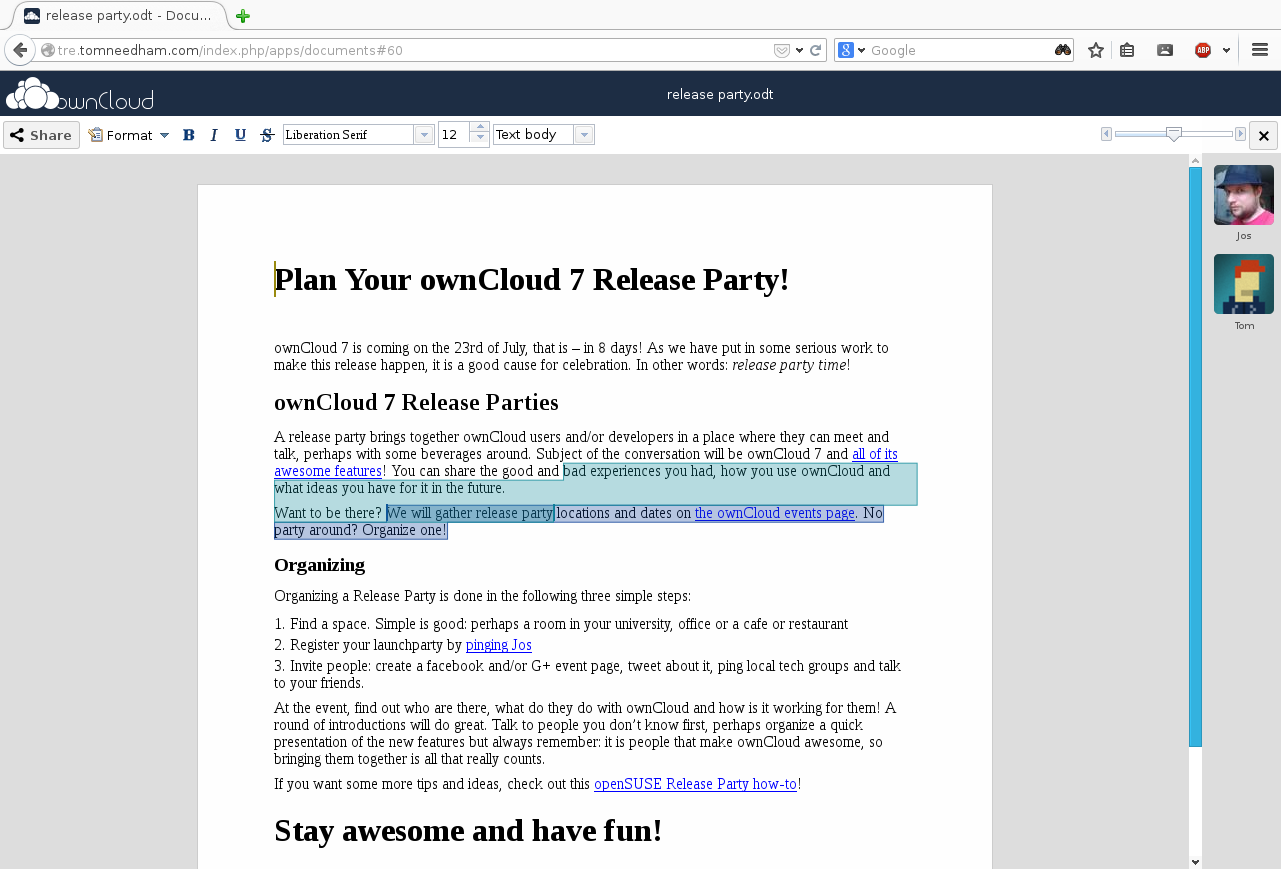 release party.odt - Docu...
tre.tomneedham.com/index.php/apps/documents#60
Google
ABP
ownCloud
release party.odt
Share
Format
B I U S
Liberation Serif
12
Text body
Jos
Tom
Plan Your ownCloud 7 Release Party!
ownCloud 7 is coming on the 23rd of July, that is – in 8 days! As we have put in some serious work to
make this release happen, it is a good cause for celebration. In other words: release party time!
ownCloud 7 Release Parties
A release party brings together ownCloud users and/or developers in a place where they can meet and
talk, perhaps with some beverages around. Subject of the conversation will be ownCloud 7 and all of its
awesome features! You can share the good and bad experiences you had, how you use ownCloud and
what ideas you have for it in the future.
Want to be there? We will gather release party locations and dates on the ownCloud events page. No
party around? Organize one!
Organizing
Organizing a Release Party is done in the following three simple steps:
1. Find a space. Simple is good: perhaps a room in your university, office or a cafe or restaurant
2. Register your launchparty by pinging Jos
3. Invite people: create a facebook and/or G+ event page, tweet about it, ping local tech groups and talk
to your friends.
At the event, find out who are there, what do they do with ownCloud and how is it working for them! A
round of introductions will do great. Talk to people you don't know first, perhaps organize a quick
presentation of the new features but always remember: it is people that make ownCloud awesome, so
bringing them together is all that really counts.
If you want some more tips and ideas, check out this openSUSE Release Party how-to!
Stay awesome and have fun!